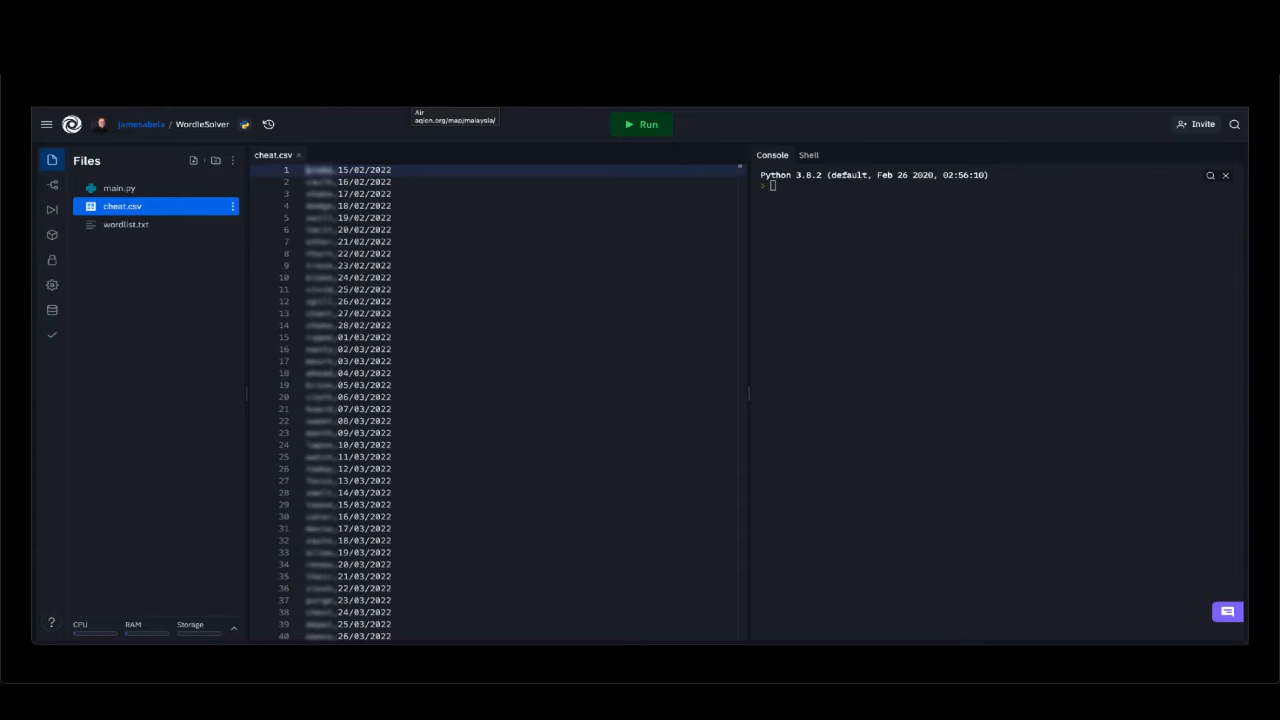 Air
aqicn.org/map/malaysia/
jamesabela / WordleSolver
Run
Invite
Files
main.py
cheat.csv
wordlist.txt
CPU
RAM
Storage
cheat.csv
1 ,15/02/2022
2 ,16/02/2022
3 ,17/02/2022
4 ,18/02/2022
5 ,19/02/2022
6 ,20/02/2022
7 ,21/02/2022
8 ,22/02/2022
9 ,23/02/2022
10 ,24/02/2022
11 ,25/02/2022
12 ,26/02/2022
13 ,27/02/2022
14 ,28/02/2022
15 ,01/03/2022
16 ,02/03/2022
17 ,03/03/2022
18 ,04/03/2022
19 ,05/03/2022
20 ,06/03/2022
21 ,07/03/2022
22 ,08/03/2022
23 ,09/03/2022
24 ,10/03/2022
25 ,11/03/2022
26 ,12/03/2022
27 ,13/03/2022
28 ,14/03/2022
29 ,15/03/2022
30 ,16/03/2022
31 ,17/03/2022
32 ,18/03/2022
33 ,19/03/2022
34 ,20/03/2022
35 ,21/03/2022
36 ,22/03/2022
37 ,23/03/2022
38 ,24/03/2022
39 ,25/03/2022
40 ,26/03/2022
Console Shell
Python 3.8.2 (default, Feb 26 2020, 02:56:10)
>